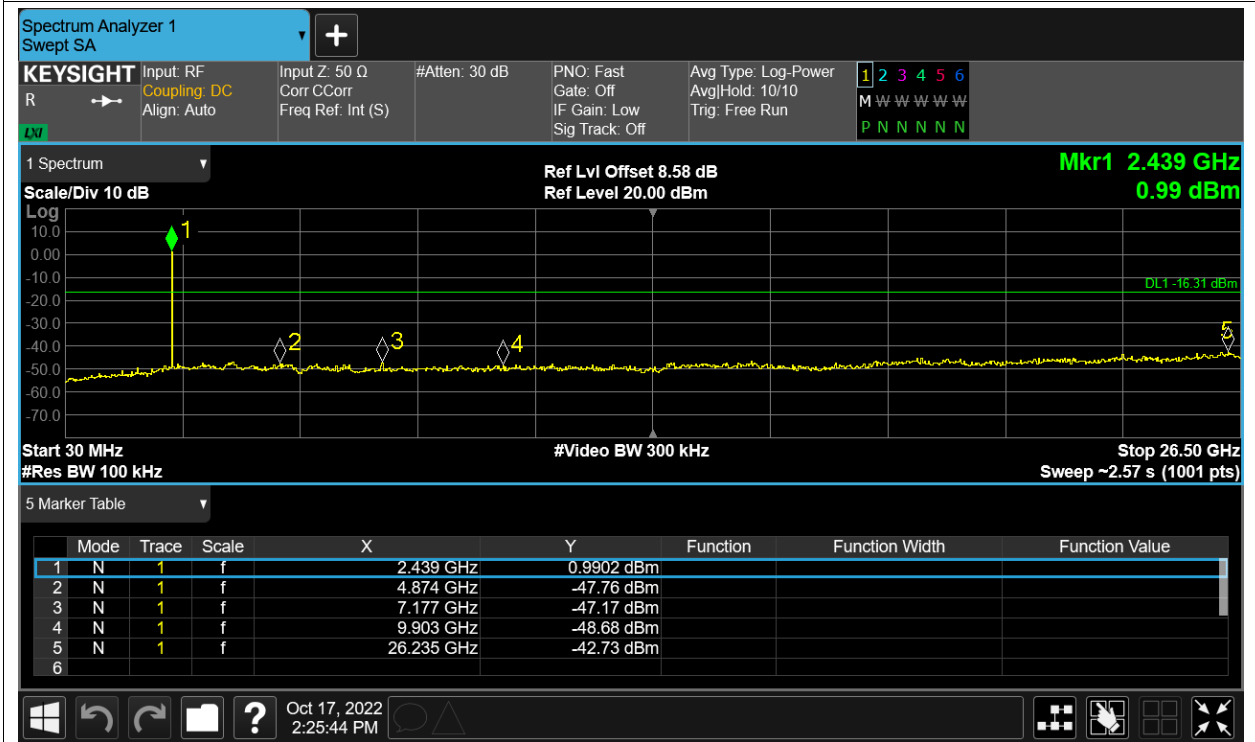 Spectrum Analyzer 1
Swept SA
KEYSIGHT
R
LXI
Input: RF
Coupling: DC
Align: Auto
Input Z: 50 Ω
Corr CCorr
Freq Ref: Int (S)
#Atten: 30 dB
PNO: Fast
Gate: Off
IF Gain: Low
Sig Track: Off
Avg Type: Log-Power
Avg|Hold: 10/10
Trig: Free Run
1 2 3 4 5 6
M W W W W W
P N N N N N
1 Spectrum
Scale/Div 10 dB
Ref Lvl Offset 8.58 dB
Ref Level 20.00 dBm
Mkr1 2.439 GHz
0.99 dBm
Log
10.0
0.00
-10.0
-20.0
-30.0
-40.0
-50.0
-60.0
-70.0
1
2
3
4
5
DL1 -16.31 dBm
Start 30 MHz
#Video BW 300 kHz
Stop 26.50 GHz
#Res BW 100 kHz
Sweep ~2.57 s (1001 pts)
5 Marker Table
Mode Trace Scale X Y Function Function Width Function Value
1 N 1 f 2.439 GHz 0.9902 dBm
2 N 1 f 4.874 GHz -47.76 dBm
3 N 1 f 7.177 GHz -47.17 dBm
4 N 1 f 9.903 GHz -48.68 dBm
5 N 1 f 26.235 GHz -42.73 dBm
6
?
Oct 17, 2022
2:25:44 PM